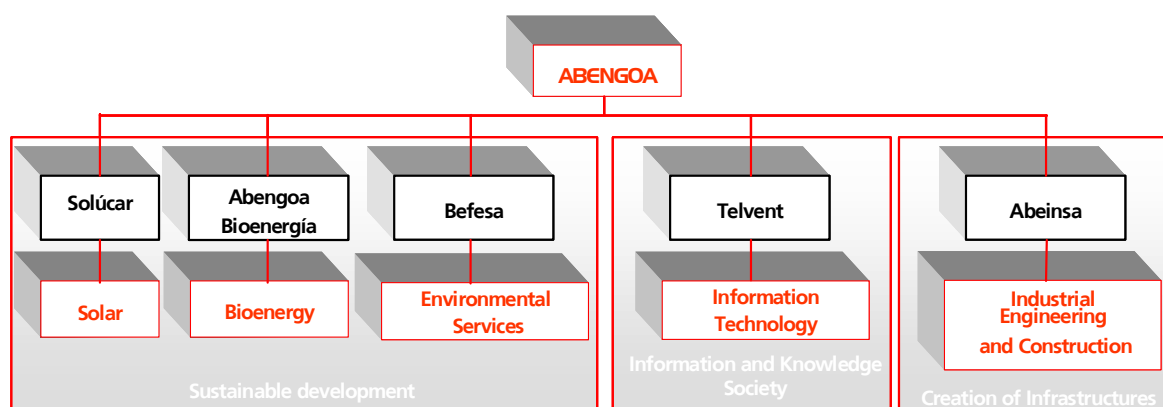 ABENGOA
Solúcar
Abengoa
Bioenergía
Befesa
Telvent
Abeinsa
Solar
Bioenergy
Environmental
Services
Information
Technology
Industrial
Engineering
and Construction
Sustainable development
Information and Knowledge
Society
Creation of Infrastructures